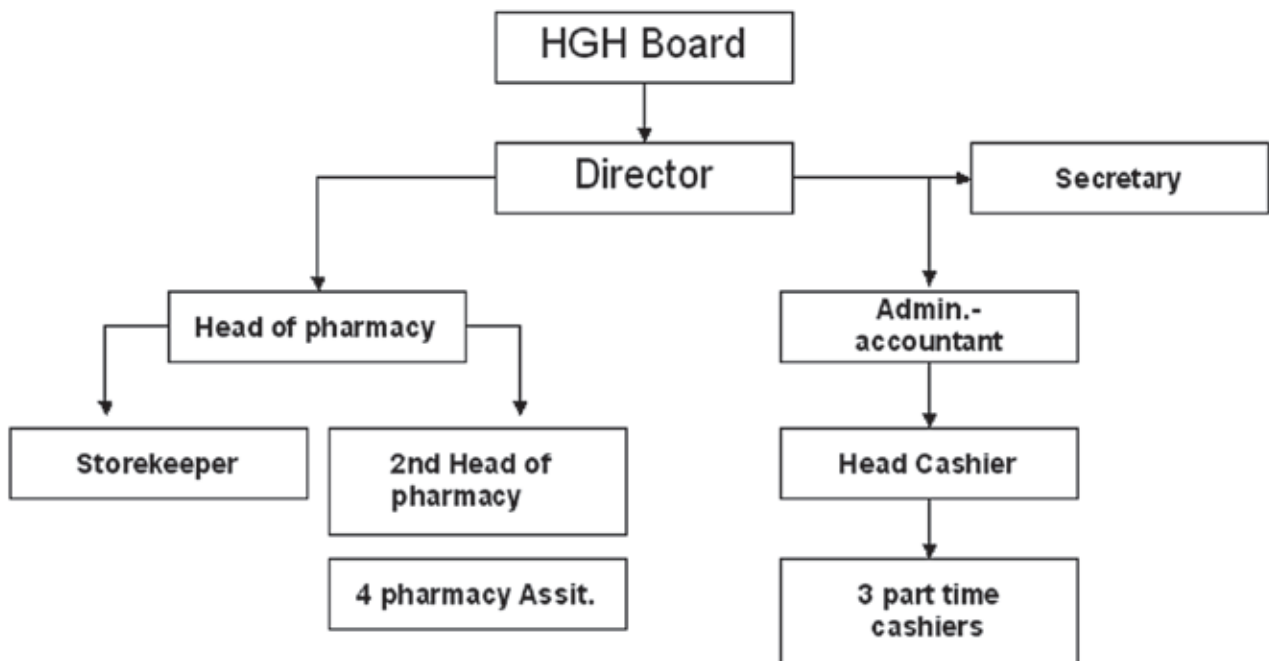 HGH Board
Director
Secretary
Head of pharmacy
Admin.-
accountant
Storekeeper
2nd Head of
pharmacy
Head Cashier
4 pharmacy Assit.
3 part time
cashiers